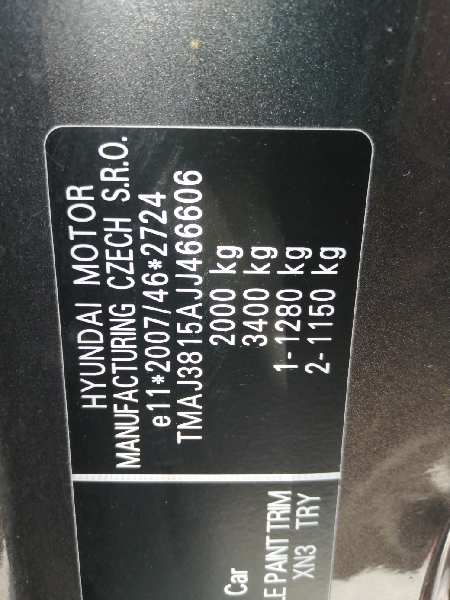 HYUNDAI MOTOR
MANUFACTURING CZECH S.R.O.
e11*2007/46*2724
TMAJ3815AJJ466606
2000 kg
3400 kg
1- 1280 kg
2- 1150 kg
Car
PAINT TRIM
XN3 TRY